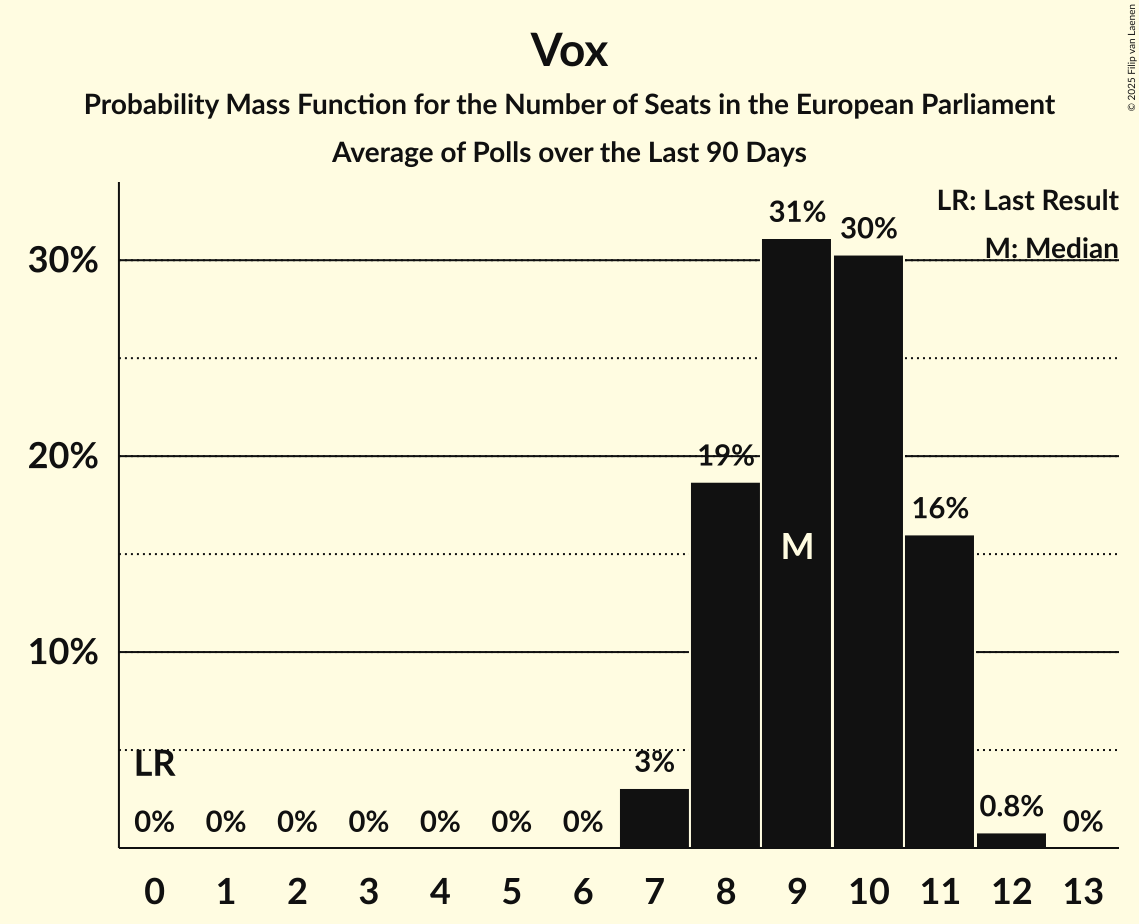 Vox
Probability Mass Function for the Number of Seats in the European Parliament
Average of Polls over the Last 90 Days
© 2025 Filip van Laenen
LR: Last Result
M: Median
31%
30%
30%
20%
19%
16%
M
10%
LR
3%
0% 0% 0% 0% 0% 0% 0% 0.8% 0%
0 1 2 3 4 5 6 7 8 9 10 11 12 13